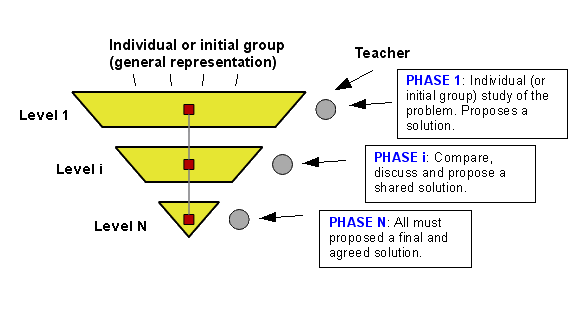 Individual or initial group
(general representation)
Teacher
Level 1
PHASE 1: Individual (or
initial group) study of the
problem. Proposes a
solution.
Level i
PHASE i: Compare,
discuss and propose a
shared solution.
Level N
PHASE N: All must
proposed a final and
agreed solution.